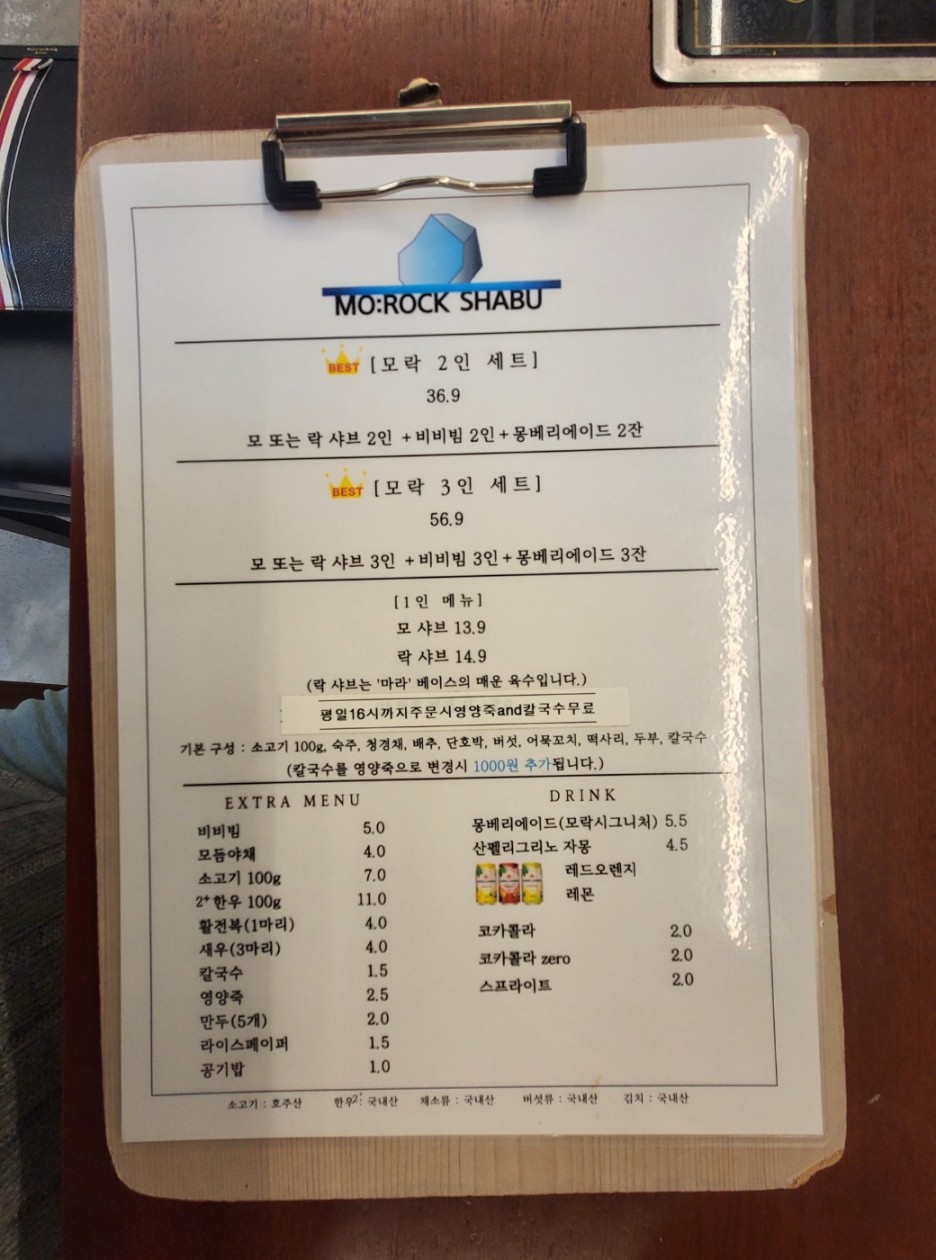 MO:ROCK SHABU
BEST [모락 2인 세트]
36.9
모 또는 락 샤브 2인 +비비빔 2인+몽베리에이드 2잔
BEST [모락 3인 세트]
56.9
모 또는 락 샤브 3인 +비비빔 3인+몽베리에이드 3잔
[1인 메뉴]
모 샤브 13.9
락 샤브 14.9
(락 샤브는 '마라' 베이스의 매운 육수입니다.)
평일16시까지주문시영양죽and칼국수무료
기본 구성 : 소고기 100g, 숙주, 청경채, 배추, 단호박, 버섯, 어묵꼬치, 떡사리, 두부, 칼국수
(칼국수를 영양죽으로 변경시 1000원 추가됩니다.)
EXTRA MENU
비비빔 5.0
모듬야채 4.0
소고기 100g 7.0
2+한우 100g 11.0
활전복(1마리) 4.0
새우(3마리) 4.0
칼국수 1.5
영양죽 2.5
만두(5개) 2.0
라이스페이퍼 1.5
공기밥 1.0
DRINK
몽베리에이드(모락시그니처) 5.5
산펠리그리노 자몽 4.5
레드오렌지
레몬
코카콜라 2.0
코카콜라 zero 2.0
스프라이트 2.0
소고기 : 호주산 한우2+: 국내산 채소류 : 국내산 버섯류 : 국내산 김치 : 국내산